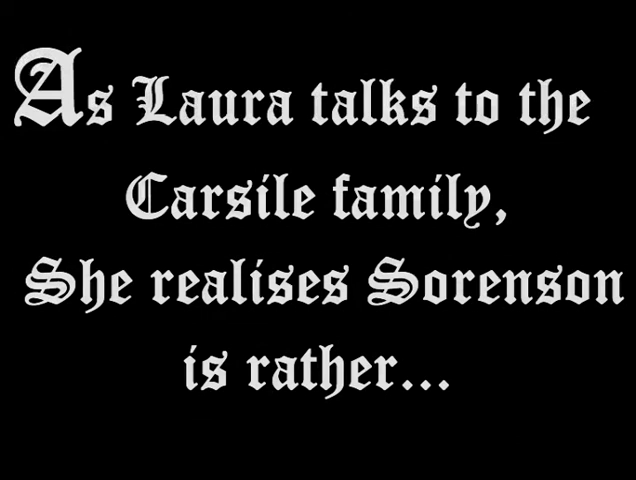 As Laura talks to the
Carsile family,
She realises Sorenson
is rather...